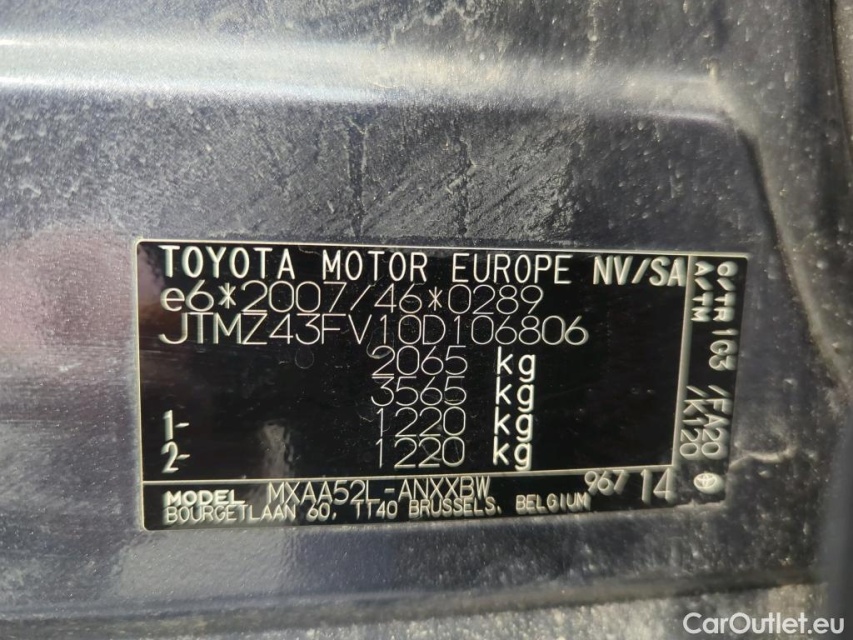 TOYOTA MOTOR EUROPE NV/SA
e6*2007/46*0289
JTMZ43FV10D106806
2065 kg
3565 kg
1- 1220 kg
2- 1220 kg
MODEL MXAA52L-ANXXBW 967 14
BOURGETLAAN 60, 1140 BRUSSELS, BELGIUM
C/TR 1G3 /FA20
A/TM /K120
CarOutlet.eu